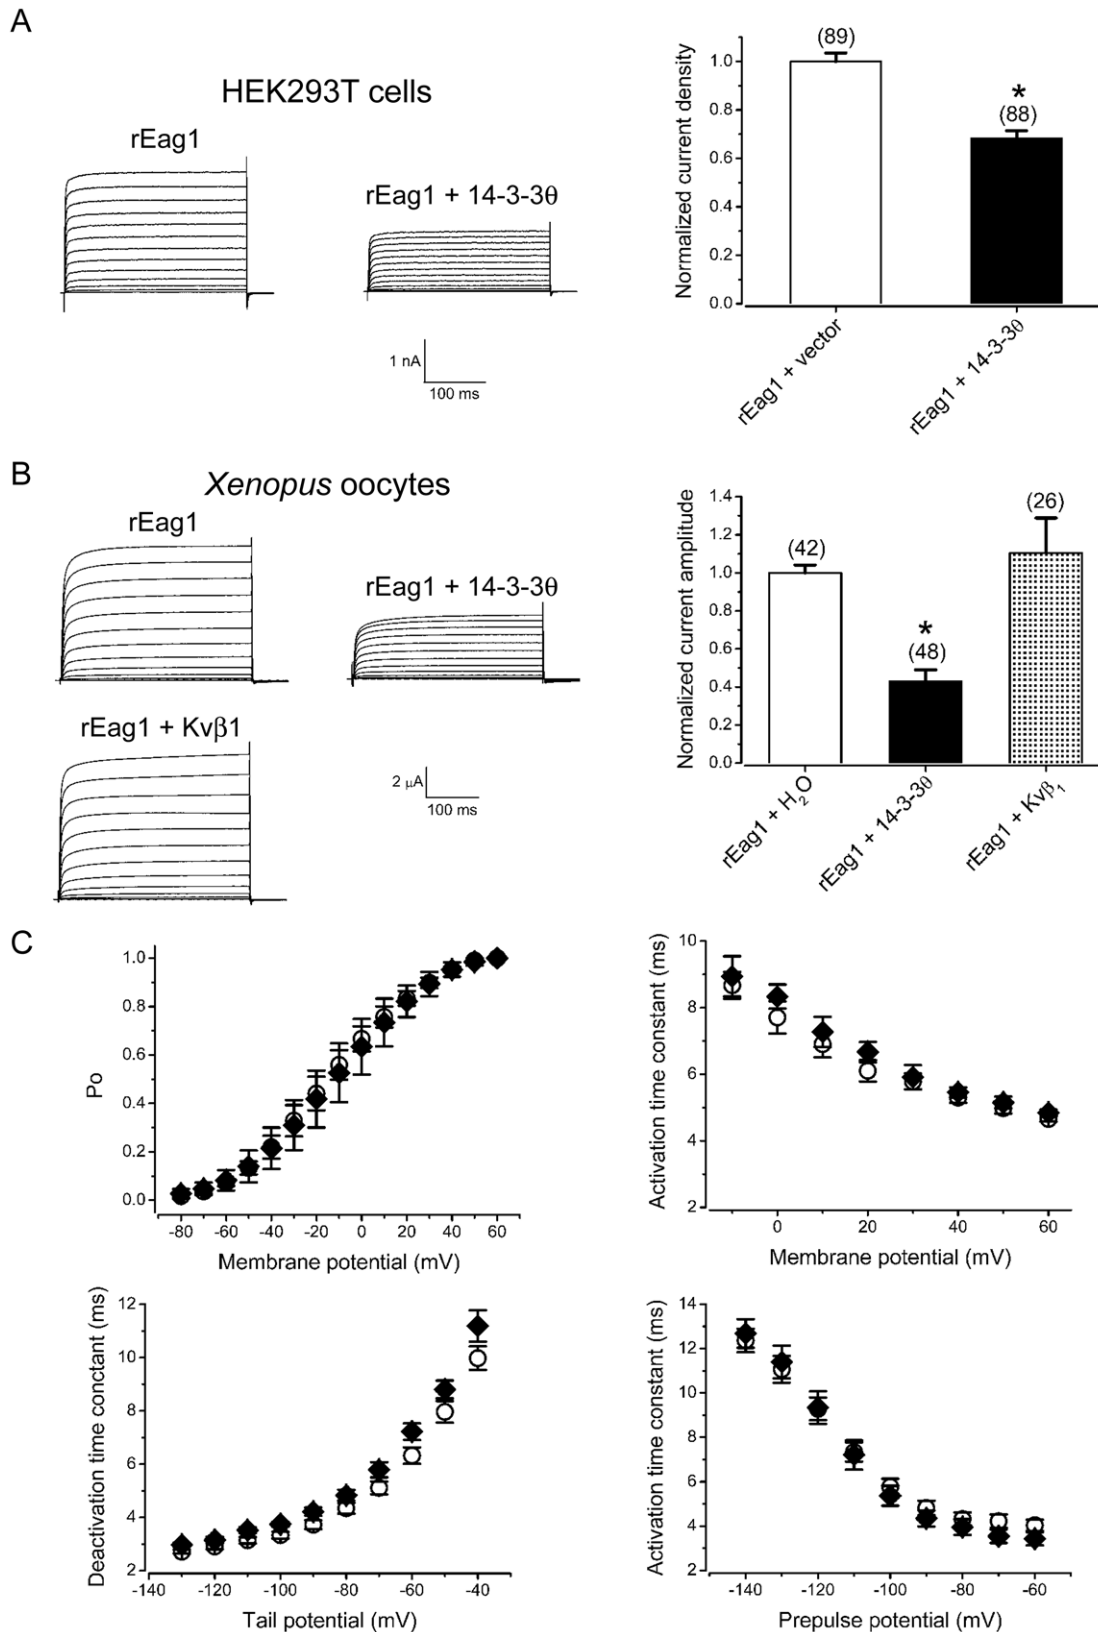 A
HEK293T cells
rEag1
rEag1 + 14-3-3θ
1 nA
100 ms
Normalized current density
1.0
0.8
0.6
0.4
0.2
0.0
(89)
*
(88)
rEag1 + vector
rEag1 + 14-3-3θ
B
Xenopus oocytes
rEag1
rEag1 + 14-3-3θ
rEag1 + Kvβ1
2 μA
100 ms
Normalized current amplitude
1.4
1.2
1.0
0.8
0.6
0.4
0.2
0.0
(42)
*
(48)
(26)
rEag1 + H2O
rEag1 + 14-3-3θ
rEag1 + Kvβ1
C
Po
1.0
0.8
0.6
0.4
0.2
0.0
-80 -60 -40 -20 0 20 40 60
Membrane potential (mV)
Activation time constant (ms)
10
8
6
4
2
0 20 40 60
Membrane potential (mV)
Deactivation time conctant (ms)
12
10
8
6
4
2
-140 -120 -100 -80 -60 -40
Tail potential (mV)
Activation time constant (ms)
14
12
10
8
6
4
2
-140 -120 -100 -80 -60
Prepulse potential (mV)